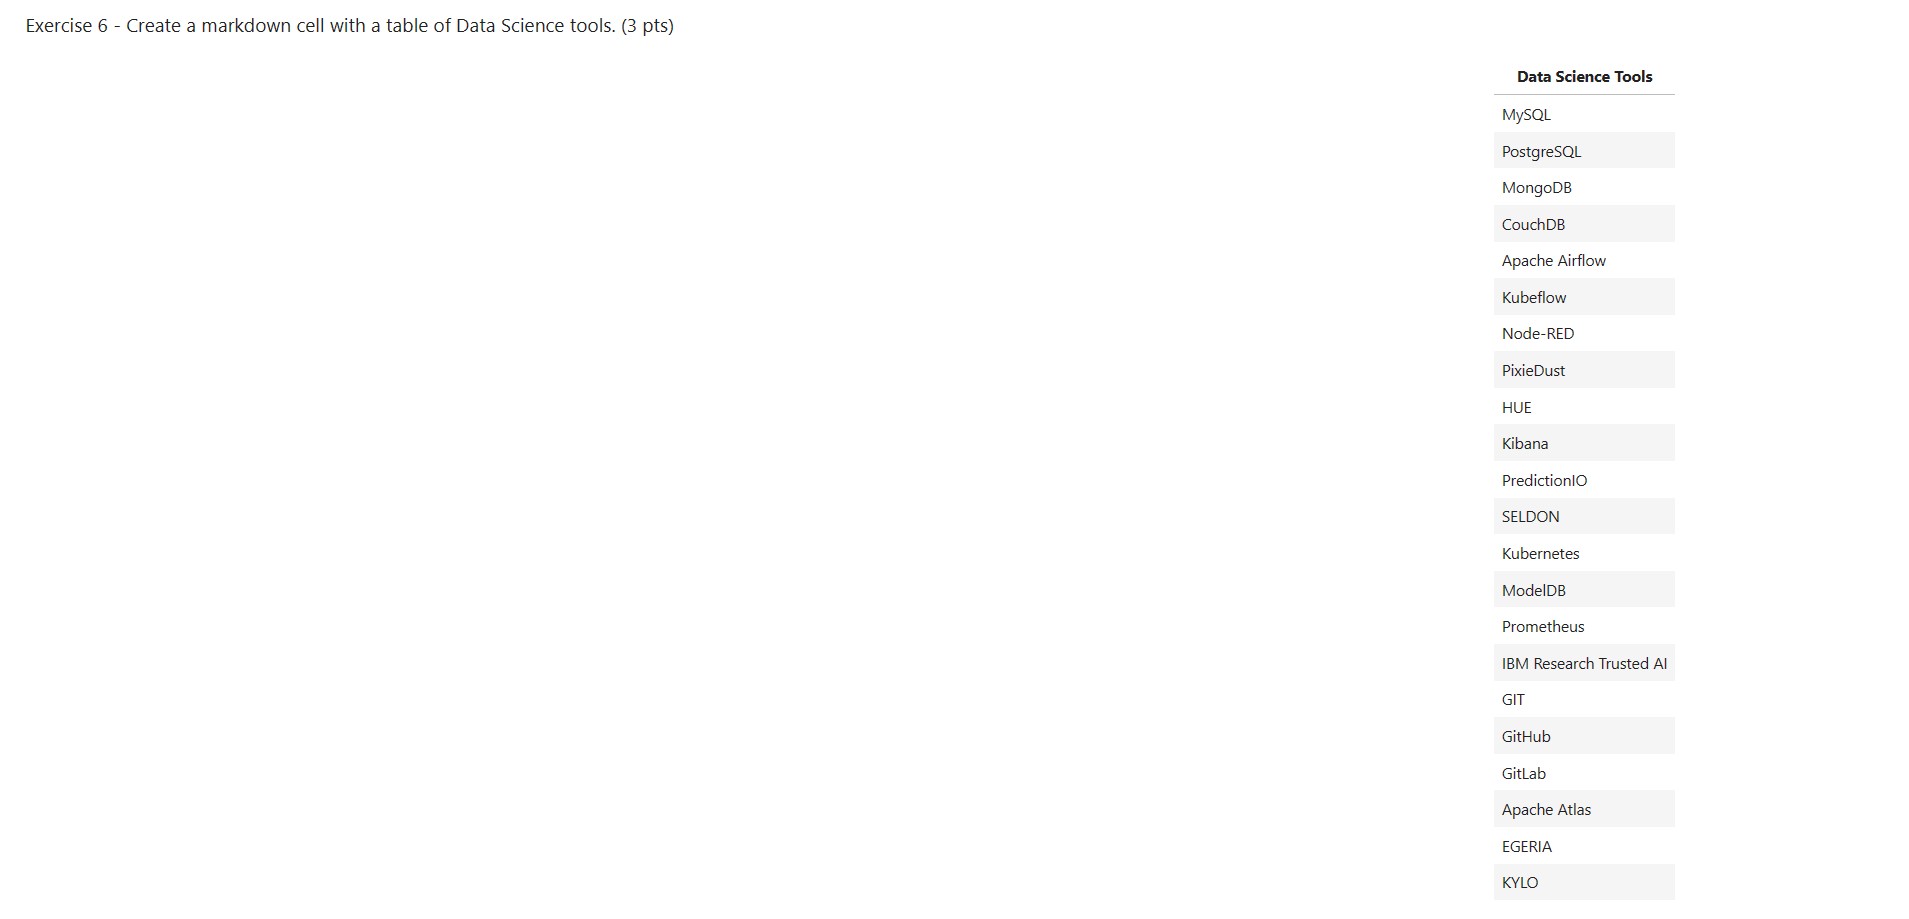 Exercise 6 - Create a markdown cell with a table of Data Science tools. (3 pts)
Data Science Tools
MySQL
PostgreSQL
MongoDB
CouchDB
Apache Airflow
Kubeflow
Node-RED
PixieDust
HUE
Kibana
PredictionIO
SELDON
Kubernetes
ModelDB
Prometheus
IBM Research Trusted AI
GIT
GitHub
GitLab
Apache Atlas
EGERIA
KYLO